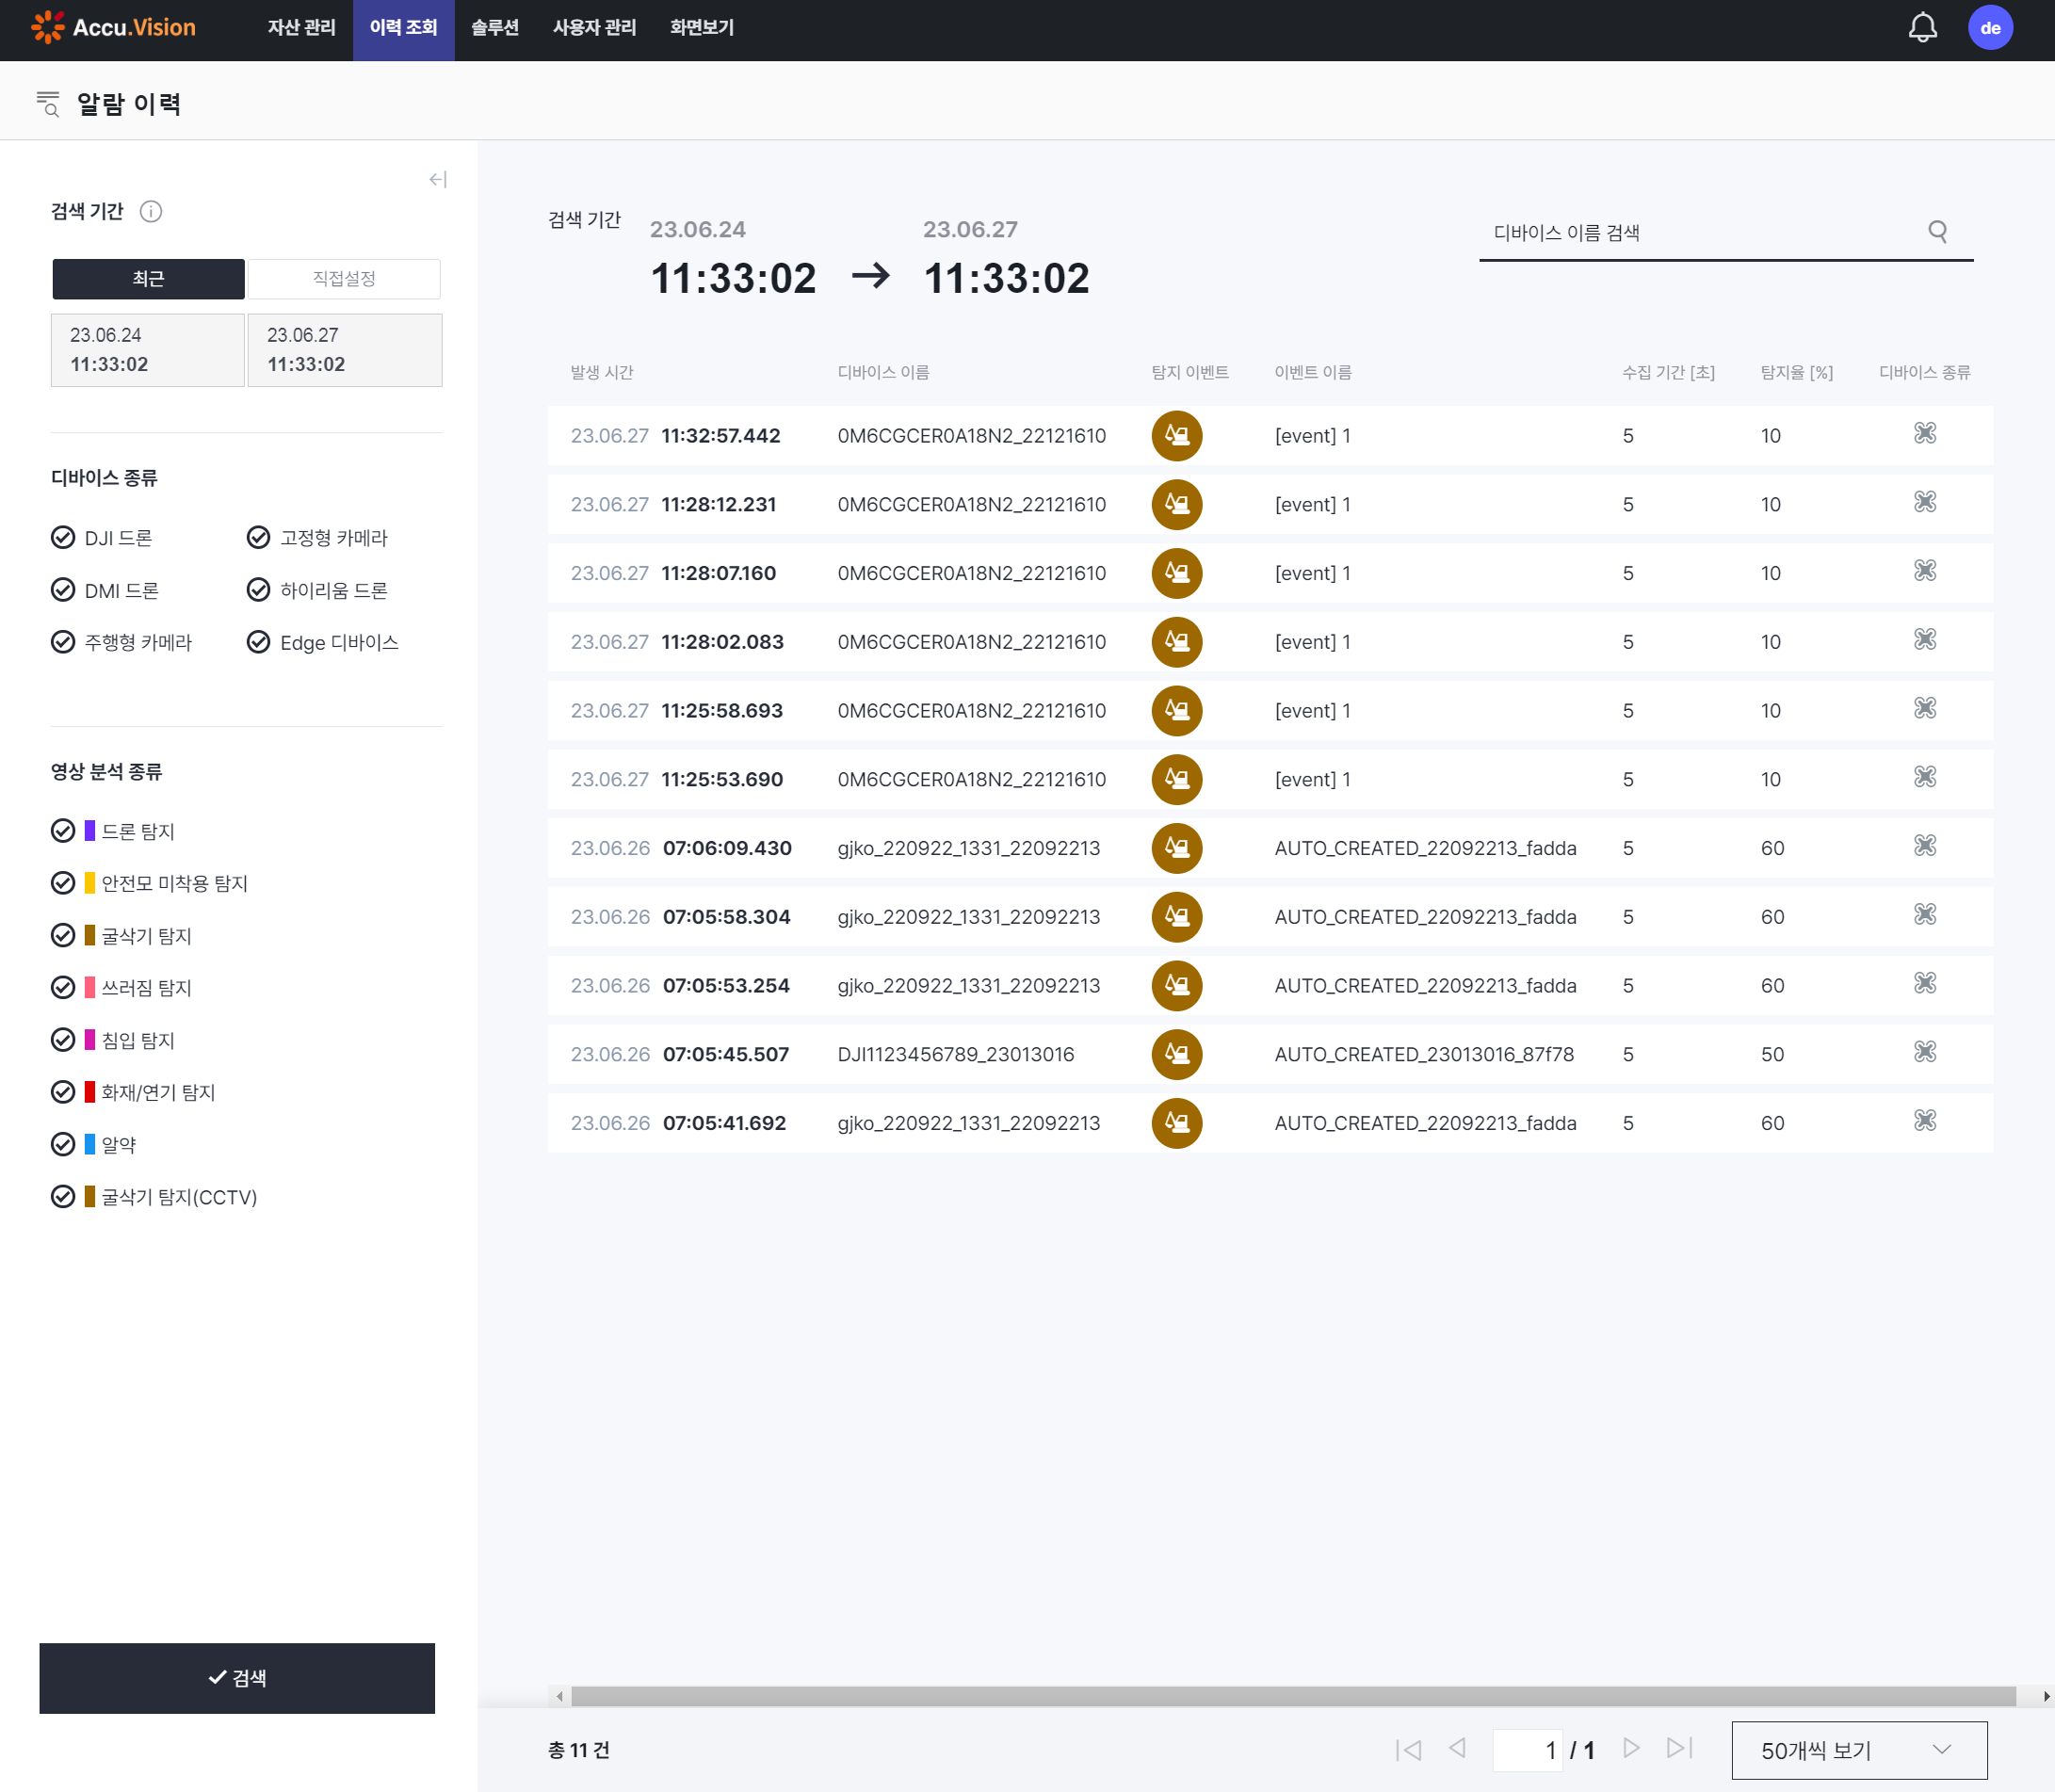 Accu.Vision 자산 관리 이력 조회 솔루션 사용자 관리 화면보기 de
알람 이력
검색 기간
최근 직접설정
23.06.24 23.06.27
11:33:02 11:33:02
디바이스 종류
DJI 드론 고정형 카메라
DMI 드론 하이리움 드론
주행형 카메라 Edge 디바이스
영상 분석 종류
드론 탐지
안전모 미착용 탐지
굴삭기 탐지
쓰러짐 탐지
침입 탐지
화재/연기 탐지
알약
굴삭기 탐지(CCTV)
검색
검색 기간 23.06.24 23.06.27
11:33:02 → 11:33:02
디바이스 이름 검색
발생 시간 디바이스 이름 탐지 이벤트 이벤트 이름 수집 기간 [초] 탐지율 [%] 디바이스 종류
23.06.27 11:32:57.442 0M6CGCER0A18N2_22121610 [event] 1 5 10
23.06.27 11:28:12.231 0M6CGCER0A18N2_22121610 [event] 1 5 10
23.06.27 11:28:07.160 0M6CGCER0A18N2_22121610 [event] 1 5 10
23.06.27 11:28:02.083 0M6CGCER0A18N2_22121610 [event] 1 5 10
23.06.27 11:25:58.693 0M6CGCER0A18N2_22121610 [event] 1 5 10
23.06.27 11:25:53.690 0M6CGCER0A18N2_22121610 [event] 1 5 10
23.06.26 07:06:09.430 gjko_220922_1331_22092213 AUTO_CREATED_22092213_fadda 5 60
23.06.26 07:05:58.304 gjko_220922_1331_22092213 AUTO_CREATED_22092213_fadda 5 60
23.06.26 07:05:53.254 gjko_220922_1331_22092213 AUTO_CREATED_22092213_fadda 5 60
23.06.26 07:05:45.507 DJI1123456789_23013016 AUTO_CREATED_23013016_87f78 5 50
23.06.26 07:05:41.692 gjko_220922_1331_22092213 AUTO_CREATED_22092213_fadda 5 60
총 11 건 1 / 1 50개씩 보기